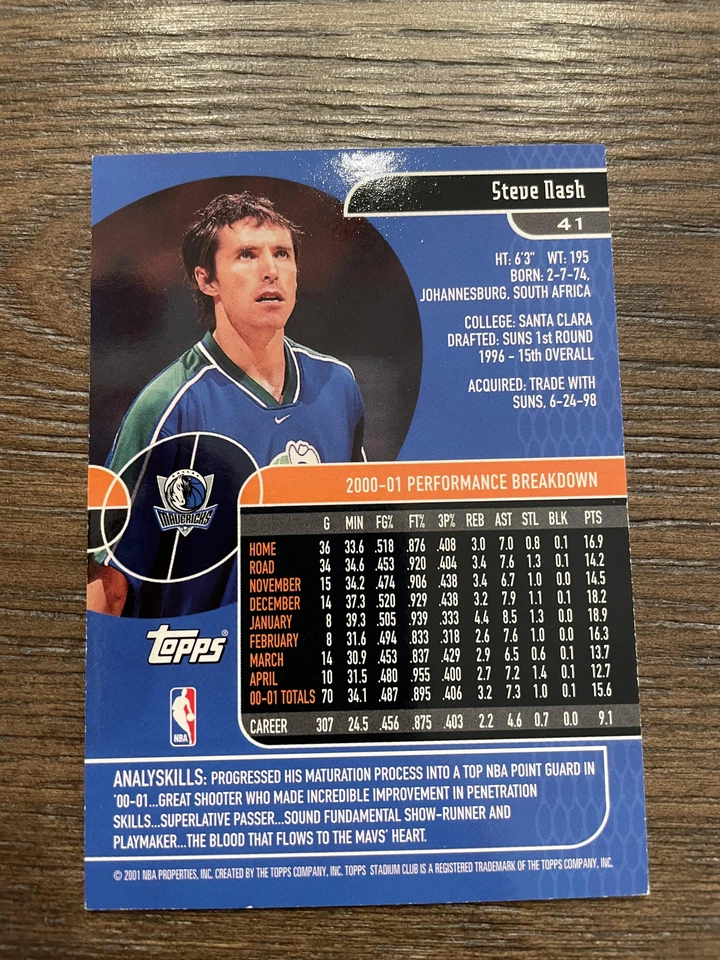 Steve Nash
41
HT: 6'3" WT: 195
BORN: 2-7-74,
JOHANNESBURG, SOUTH AFRICA
COLLEGE: SANTA CLARA
DRAFTED: SUNS 1st ROUND
1996 - 15th OVERALL
ACQUIRED: TRADE WITH
SUNS, 6-24-98
MAVERICKS
2000-01 PERFORMANCE BREAKDOWN
G MIN FG% FT% 3P% REB AST STL BLK PTS
HOME 36 33.6 .518 .876 .408 3.0 7.0 0.8 0.1 16.9
ROAD 34 34.6 .453 .920 .404 3.4 7.6 1.3 0.1 14.2
NOVEMBER 15 34.2 .474 .906 .438 3.4 6.7 1.0 0.0 14.5
DECEMBER 14 37.3 .520 .929 .438 3.2 7.9 1.1 0.1 18.2
JANUARY 8 39.3 .505 .939 .333 4.4 8.5 1.3 0.0 18.9
FEBRUARY 8 31.6 .494 .833 .318 2.6 7.6 1.0 0.0 16.3
MARCH 14 30.9 .453 .837 .429 2.9 6.5 0.6 0.1 13.7
APRIL 10 31.5 .480 .955 .400 2.7 7.2 1.4 0.1 12.7
00-01 TOTALS 70 34.1 .487 .895 .406 3.2 7.3 1.0 0.1 15.6
CAREER 307 24.5 .456 .875 .403 2.2 4.6 0.7 0.0 9.1
Topps®
NBA
ANALYSKILLS: PROGRESSED HIS MATURATION PROCESS INTO A TOP NBA POINT GUARD IN
'00-01...GREAT SHOOTER WHO MADE INCREDIBLE IMPROVEMENT IN PENETRATION
SKILLS...SUPERLATIVE PASSER...SOUND FUNDAMENTAL SHOW-RUNNER AND
PLAYMAKER...THE BLOOD THAT FLOWS TO THE MAVS' HEART.
© 2001 NBA PROPERTIES, INC. CREATED BY THE TOPPS COMPANY, INC. TOPPS STADIUM CLUB IS A REGISTERED TRADEMARK OF THE TOPPS COMPANY, INC.